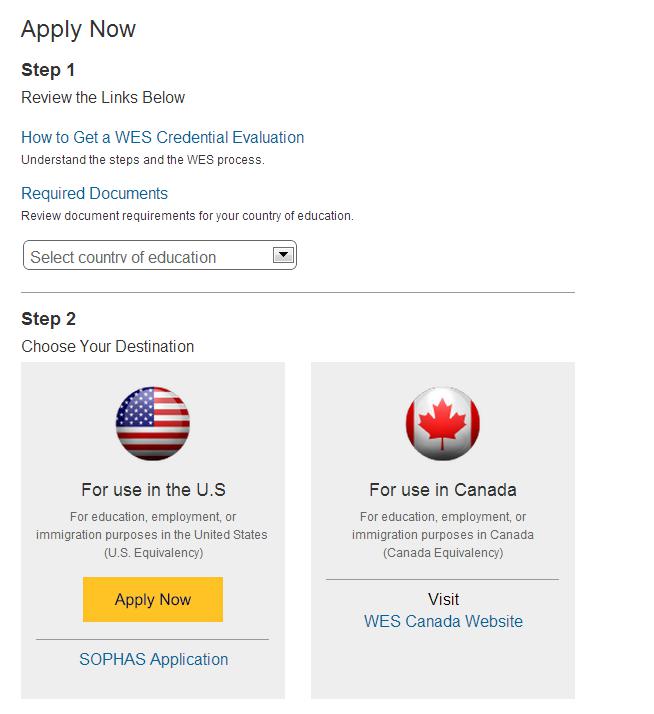 Apply Now
Step 1
Review the Links Below
How to Get a WES Credential Evaluation
Understand the steps and the WES process.
Required Documents
Review document requirements for your country of education.
Select country of education
Step 2
Choose Your Destination
For use in the U.S
For education, employment, or
immigration purposes in the United States
(U.S. Equivalency)
Apply Now
SOPHAS Application
For use in Canada
For education, employment, or
immigration purposes in Canada
(Canada Equivalency)
Visit
WES Canada Website